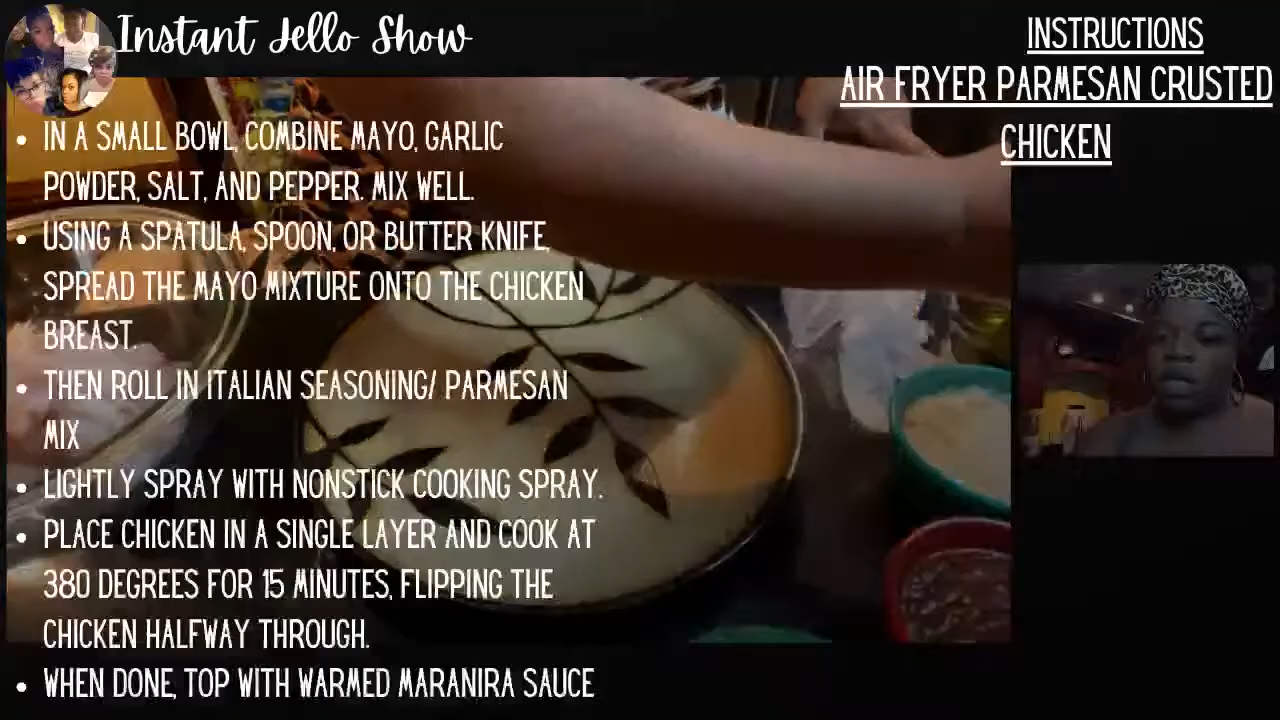 Instant Jello Show
INSTRUCTIONS
AIR FRYER PARMESAN CRUSTED
CHICKEN
• IN A SMALL BOWL, COMBINE MAYO, GARLIC
POWDER, SALT, AND PEPPER. MIX WELL.
• USING A SPATULA, SPOON, OR BUTTER KNIFE,
SPREAD THE MAYO MIXTURE ONTO THE CHICKEN
BREAST.
• THEN ROLL IN ITALIAN SEASONING/ PARMESAN
MIX
• LIGHTLY SPRAY WITH NONSTICK COOKING SPRAY.
• PLACE CHICKEN IN A SINGLE LAYER AND COOK AT
380 DEGREES FOR 15 MINUTES, FLIPPING THE
CHICKEN HALFWAY THROUGH.
• WHEN DONE, TOP WITH WARMED MARANIRA SAUCE